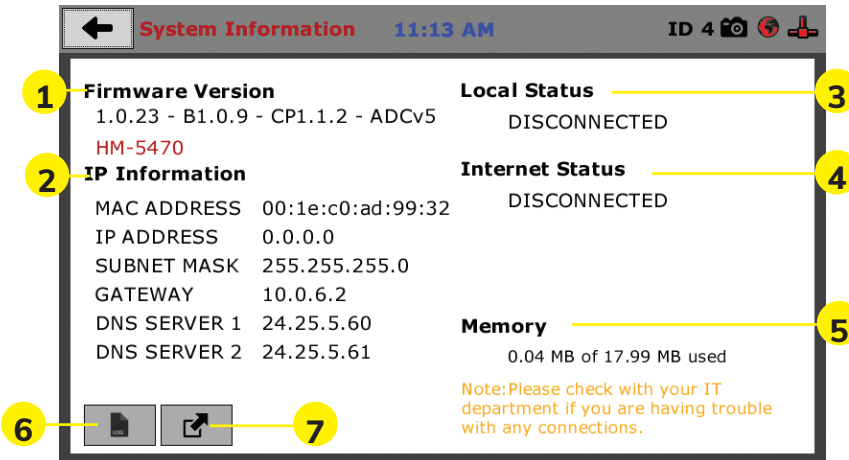 System Information 11:13 AM ID 4
1 Firmware Version
1.0.23 - B1.0.9 - CP1.1.2 - ADCv5
HM-5470
2 IP Information
MAC ADDRESS 00:1e:c0:ad:99:32
IP ADDRESS 0.0.0.0
SUBNET MASK 255.255.255.0
GATEWAY 10.0.6.2
DNS SERVER 1 24.25.5.60
DNS SERVER 2 24.25.5.61
Local Status 3
DISCONNECTED
Internet Status 4
DISCONNECTED
Memory 5
0.04 MB of 17.99 MB used
Note:Please check with your IT
department if you are having trouble
with any connections.
6 LOG 7